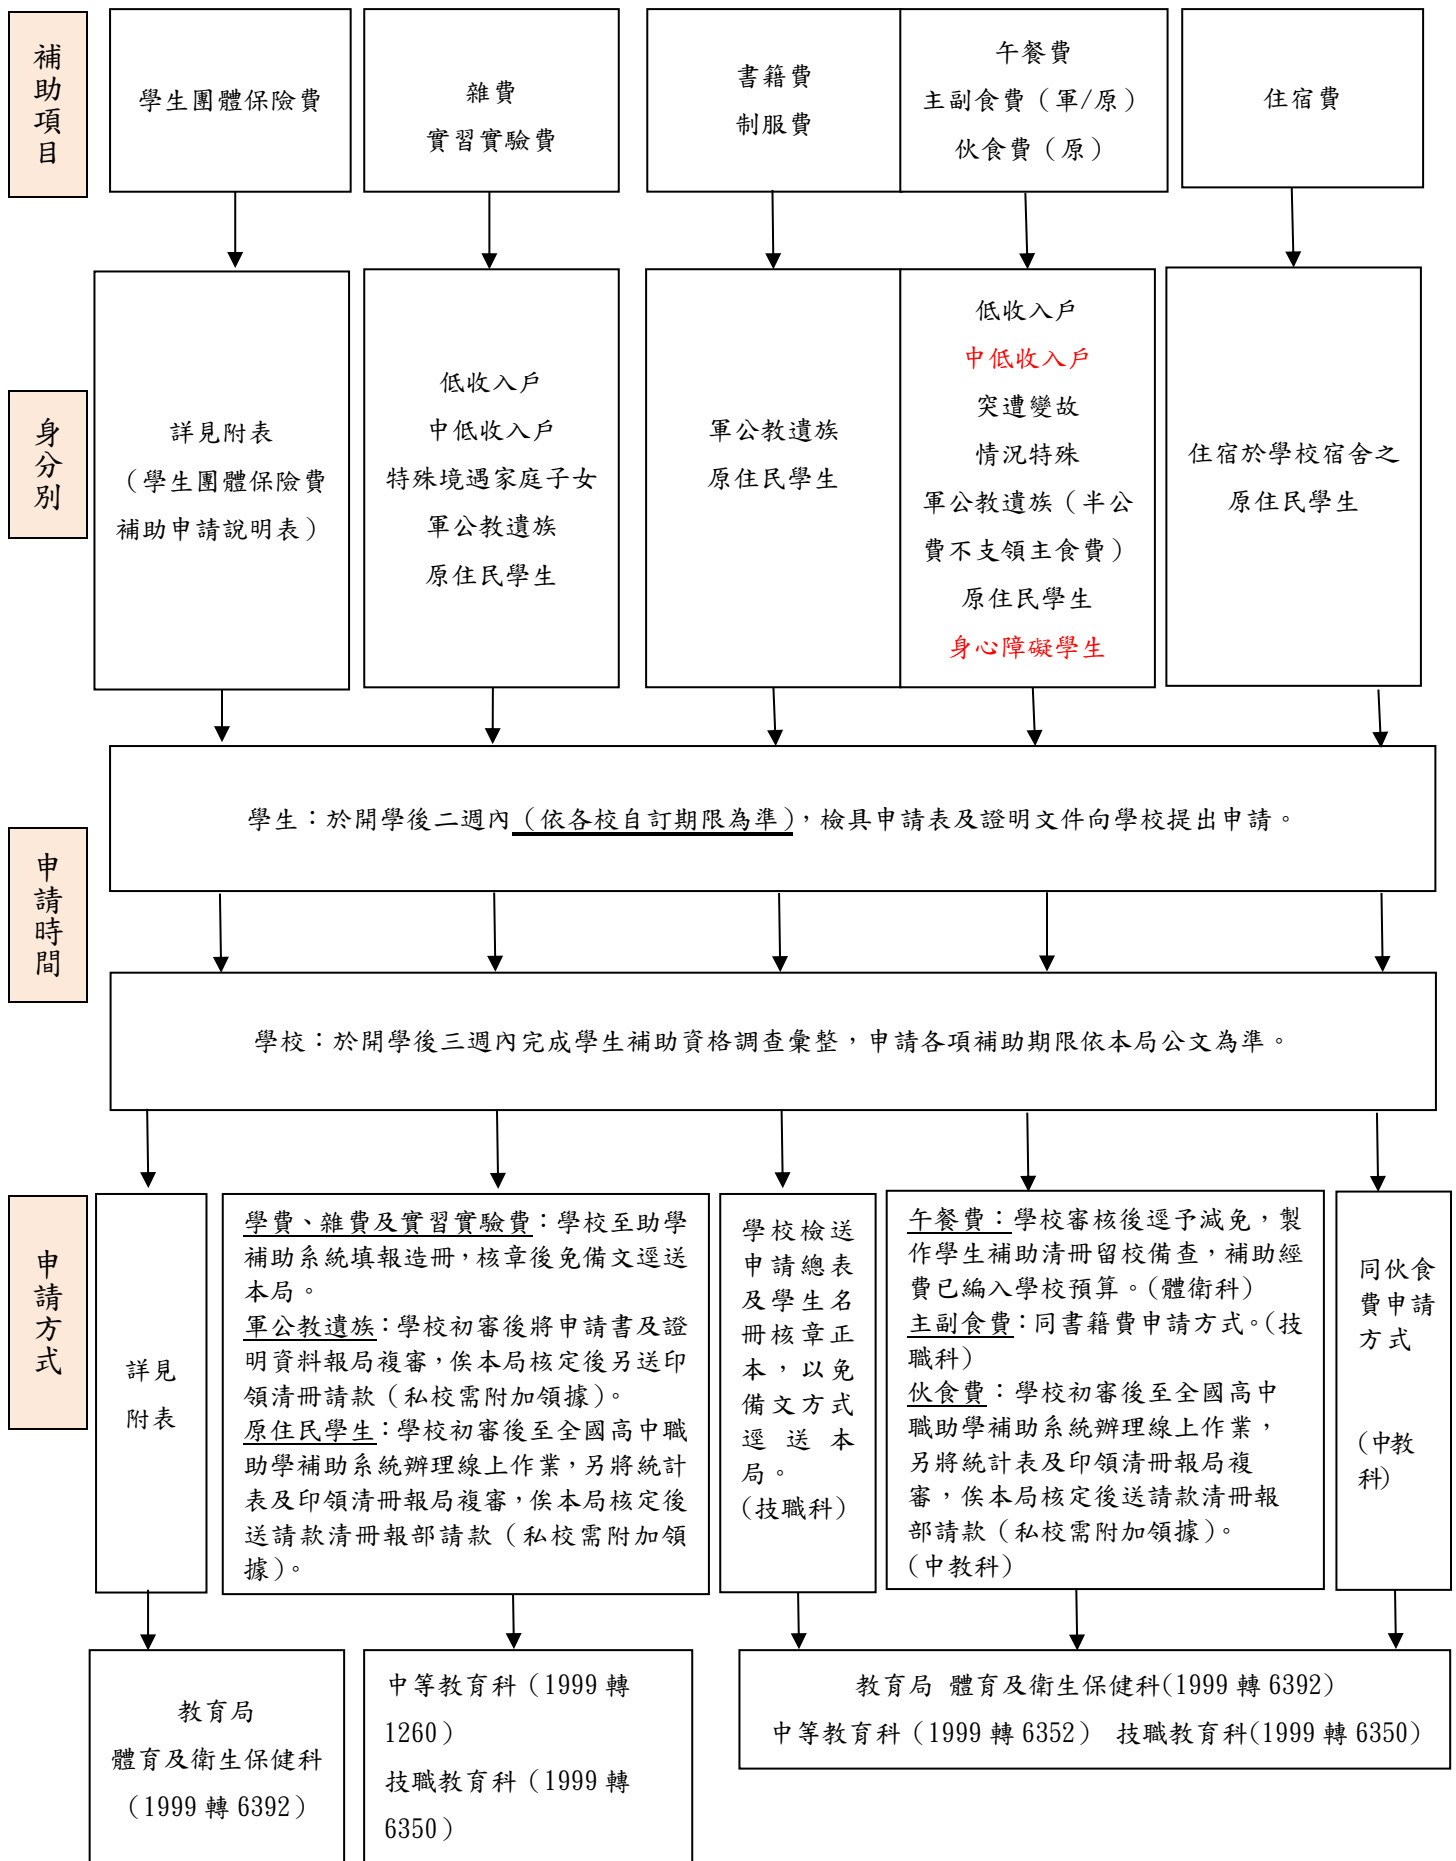 補助項目
學生團體保險費
雜費
實習實驗費
書籍費
制服費
午餐費
主副食費（軍/原）
伙食費（原）
住宿費
身分別
詳見附表
（學生團體保險費
補助申請說明表）
低收入戶
中低收入戶
特殊境遇家庭子女
軍公教遺族
原住民學生
軍公教遺族
原住民學生
低收入戶
中低收入戶
突遭變故
情況特殊
軍公教遺族（半公
費不支領主食費）
原住民學生
身心障礙學生
住宿於學校宿舍之
原住民學生
申請時間
學生：於開學後二週內（依各校自訂期限為準），檢具申請表及證明文件向學校提出申請。
學校：於開學後三週內完成學生補助資格調查彙整，申請各項補助期限依本局公文為準。
申請方式
詳見
附表
學費、雜費及實習實驗費：學校至助學
補助系統填報造冊，核章後免備文逕送
本局。
軍公教遺族：學校初審後將申請書及證
明資料報局複審，俟本局核定後另送印
領清冊請款（私校需附加領據）。
原住民學生：學校初審後至全國高中職
助學補助系統辦理線上作業，另將統計
表及印領清冊報局複審，俟本局核定後
送請款清冊報部請款（私校需附加領
據）。
學校檢送
申請總表
及學生名
冊核章正
本，以免
備文方式
逕送本
局。
(技職科)
午餐費：學校審核後逕予減免，製
作學生補助清冊留校備查，補助經
費已編入學校預算。(體衛科)
主副食費：同書籍費申請方式。(技
職科)
伙食費：學校初審後至全國高中
職助學補助系統辦理線上作業，
另將統計表及印領清冊報局複
審，俟本局核定後送請款清冊報
部請款（私校需附加領據）。
(中教科)
同伙食
費申請
方式
(中教
科)
教育局
體育及衛生保健科
（1999 轉 6392）
中等教育科（1999 轉
1260）
技職教育科（1999 轉
6350）
教育局 體育及衛生保健科(1999 轉 6392)
中等教育科（1999 轉 6352） 技職教育科(1999 轉 6350)